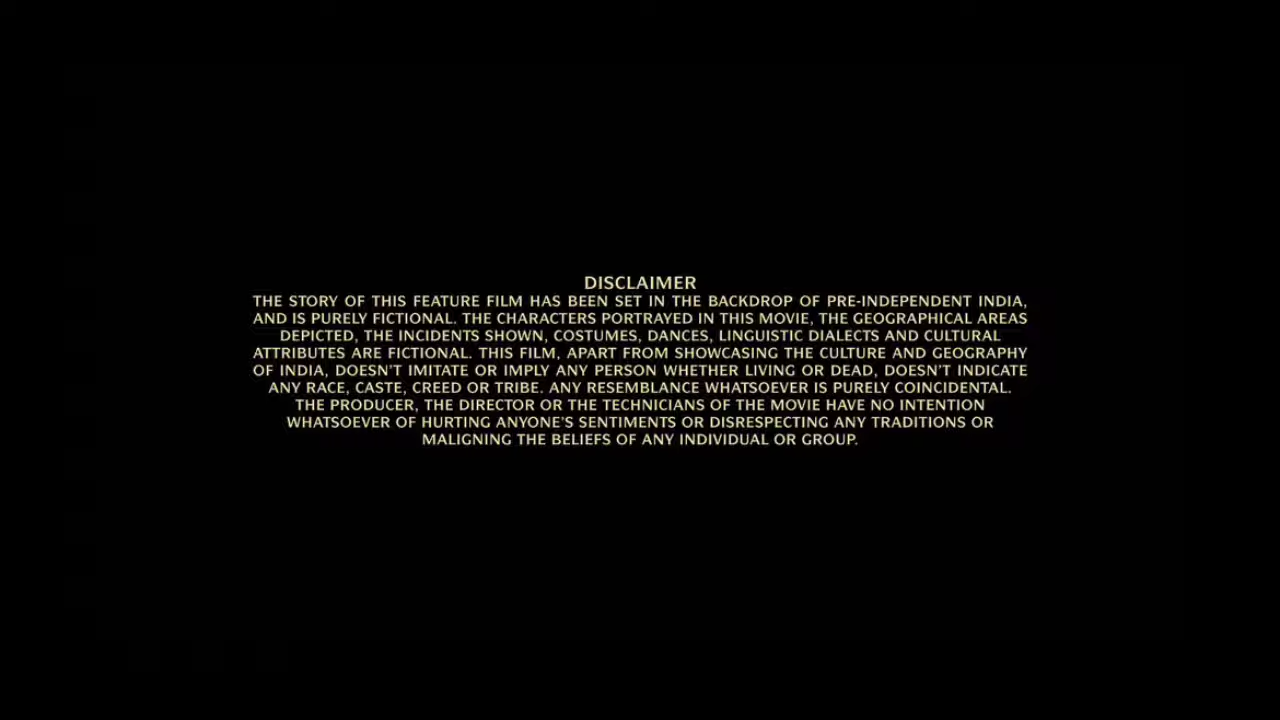 DISCLAIMER
THE STORY OF THIS FEATURE FILM HAS BEEN SET IN THE BACKDROP OF PRE-INDEPENDENT INDIA,
AND IS PURELY FICTIONAL. THE CHARACTERS PORTRAYED IN THIS MOVIE, THE GEOGRAPHICAL AREAS
DEPICTED, THE INCIDENTS SHOWN, COSTUMES, DANCES, LINGUISTIC DIALECTS AND CULTURAL
ATTRIBUTES ARE FICTIONAL. THIS FILM, APART FROM SHOWCASING THE CULTURE AND GEOGRAPHY
OF INDIA, DOESN'T IMITATE OR IMPLY ANY PERSON WHETHER LIVING OR DEAD, DOESN'T INDICATE
ANY RACE, CASTE, CREED OR TRIBE. ANY RESEMBLANCE WHATSOEVER IS PURELY COINCIDENTAL.
THE PRODUCER, THE DIRECTOR OR THE TECHNICIANS OF THE MOVIE HAVE NO INTENTION
WHATSOEVER OF HURTING ANYONE'S SENTIMENTS OR DISRESPECTING ANY TRADITIONS OR
MALIGNING THE BELIEFS OF ANY INDIVIDUAL OR GROUP.